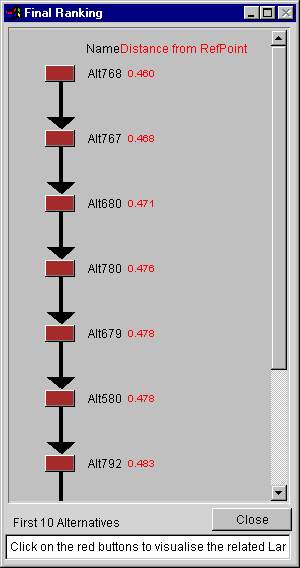 Final Ranking
Name Distance from RefPoint
Alt768 0.460
Alt767 0.468
Alt680 0.471
Alt780 0.476
Alt679 0.478
Alt580 0.478
Alt792 0.483
First 10 Alternatives
Close
Click on the red buttons to visualise the related Lar